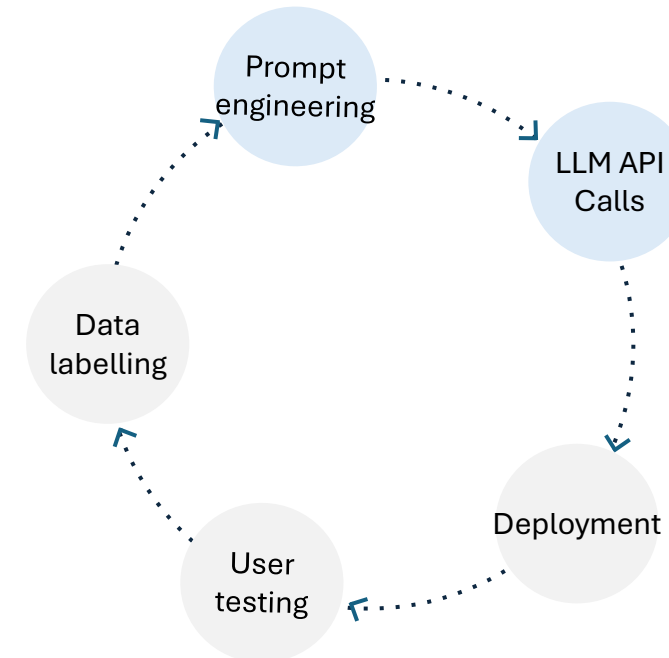 Prompt
engineering
LLM API
Calls
Deployment
User
testing
Data
labelling